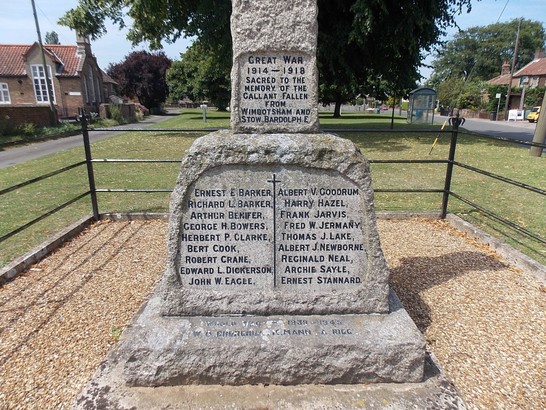 GREAT WAR
1914 — 1918
SACRED TO THE
MEMORY OF THE
GALLANT FALLEN
FROM
WIMBOTSHAM AND
STOW BARDOLPH E.
ERNEST E. BARKER,
RICHARD L. BARKER,
ARTHUR BENIFER,
GEORGE H. BOWERS,
HERBERT P. CLARKE,
BERT COOK,
ROBERT CRANE,
EDWARD L. DICKERSON,
JOHN W. EAGLE,
ALBERT V. GOODRUM,
HARRY HAZEL,
FRANK JARVIS,
FRED W. JERMANY,
THOMAS J. LAKE,
ALBERT J. NEWBORNE,
REGINALD NEAL,
ARCHIE SAYLE,
ERNEST STANNARD.
1939 - 1945